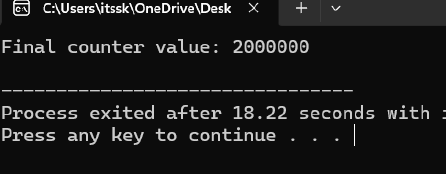 C:\Users\itssk\OneDrive\Desk
Final counter value: 2000000
--------------------------------
Process exited after 18.22 seconds with
Press any key to continue . . .